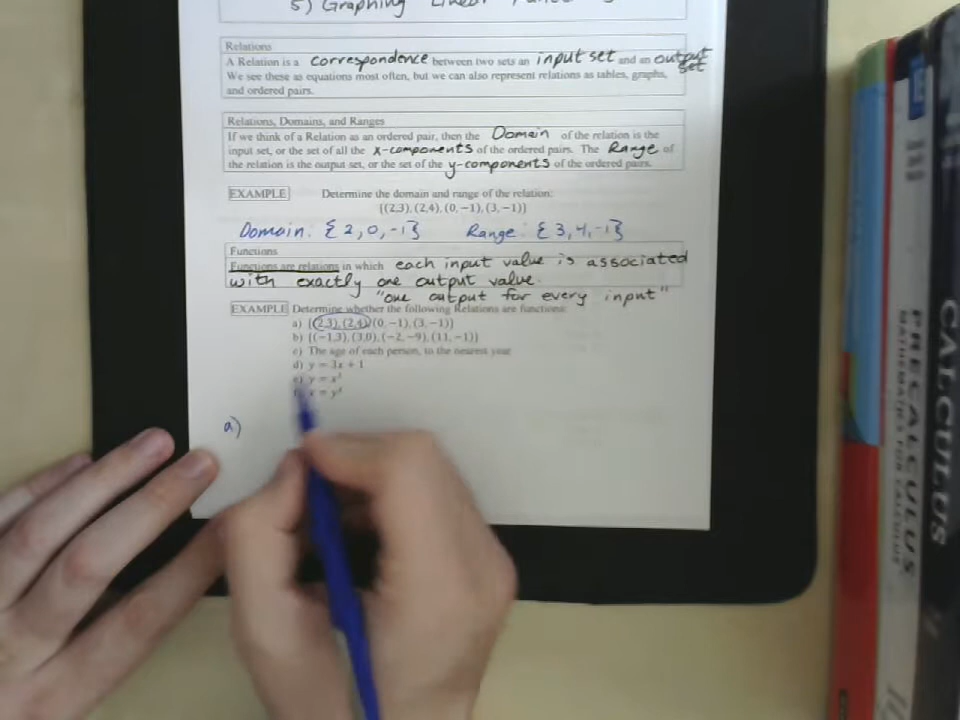 5) Graphing Linear
Relations
A Relation is a correspondence between two sets an input set and an output set
We see these as equations most often, but we can also represent relations as tables, graphs,
and ordered pairs.
Relations, Domains, and Ranges
If we think of a Relation as an ordered pair, then the Domain of the relation is the
input set, or the set of all the x-components of the ordered pairs. The Range of
the relation is the output set, or the set of the y-components of the ordered pairs.
EXAMPLE Determine the domain and range of the relation:
{(2,3), (2,4), (0, −1), (3, −1)}
Domain: {2, 0, -1} Range: {3, 4, -1}
Functions
Functions are relations in which each input value is associated
with exactly one output value.
"one output for every input"
EXAMPLE Determine whether the following Relations are functions:
a) {(2,3), (2,4), (0, −1), (3, −1)}
b) {(−1,3), (3,0), (−2, −9), (11, −1)}
c) The age of each person, to the nearest year
d) y = 3x + 1
e) y =
x =
a)
CALCULUS
PRECALCULUS
MATHEMATICS FOR CALCULUS